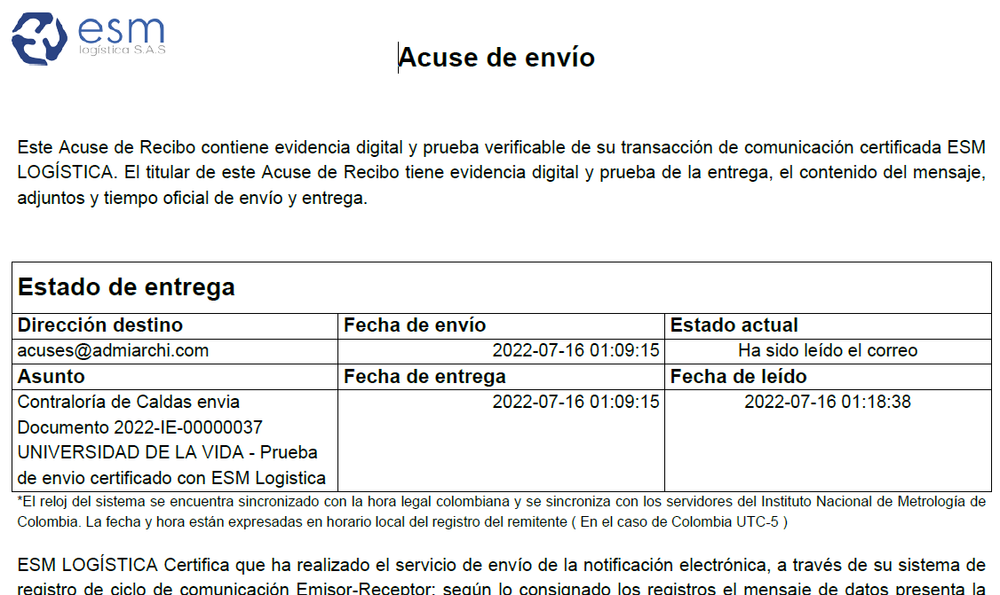 esm
logística S.A.S
Acuse de envío
Este Acuse de Recibo contiene evidencia digital y prueba verificable de su transacción de comunicación certificada ESM
LOGÍSTICA. El titular de este Acuse de Recibo tiene evidencia digital y prueba de la entrega, el contenido del mensaje,
adjuntos y tiempo oficial de envío y entrega.
Estado de entrega
Dirección destino Fecha de envío Estado actual
acuses@admiarchi.com 2022-07-16 01:09:15 Ha sido leído el correo
Asunto Fecha de entrega Fecha de leído
Contraloría de Caldas envia 2022-07-16 01:09:15 2022-07-16 01:18:38
Documento 2022-IE-00000037
UNIVERSIDAD DE LA VIDA - Prueba
de envio certificado con ESM Logistica
*El reloj del sistema se encuentra sincronizado con la hora legal colombiana y se sincroniza con los servidores del Instituto Nacional de Metrología de
Colombia. La fecha y hora están expresadas en horario local del registro del remitente ( En el caso de Colombia UTC-5 )
ESM LOGÍSTICA Certifica que ha realizado el servicio de envío de la notificación electrónica, a través de su sistema de
registro de ciclo de comunicación Emisor-Receptor; según lo consignado los registros el mensaje de datos presenta la